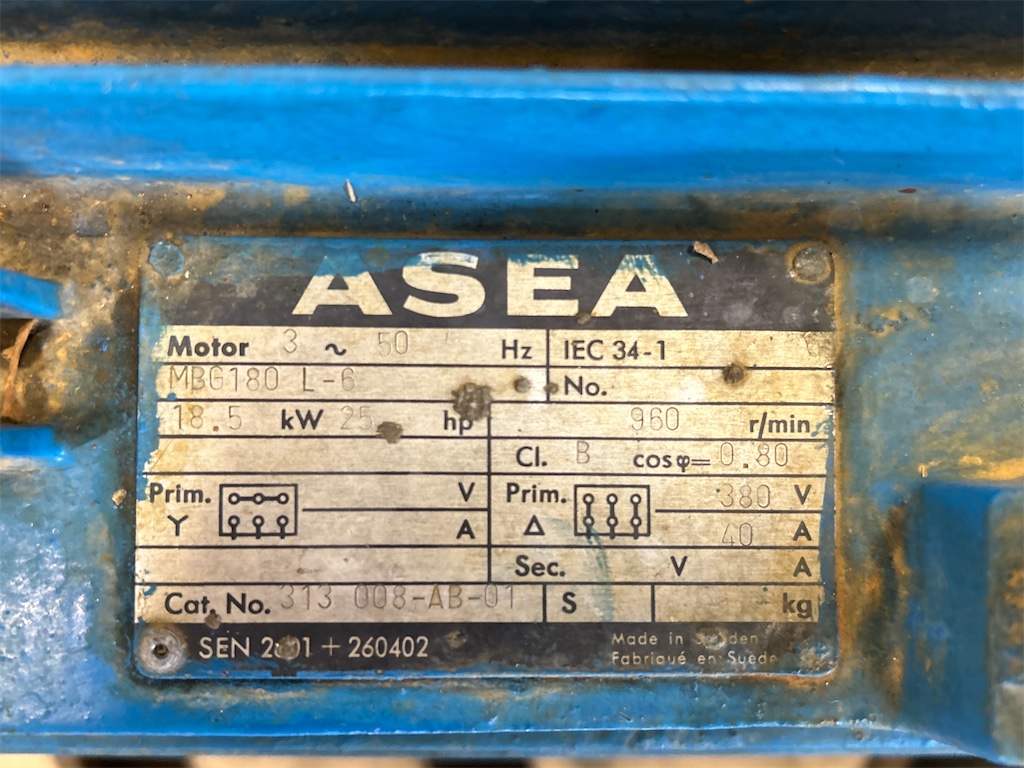 ASEA
Motor 3 ~ 50 Hz IEC 34-1
MBG180 L-6 No.
18.5 kW 25 hp 960 r/min
Cl. B cosφ= 0.80
Prim. V Prim. 380 V
Y A Δ 40 A
Sec. V A
Cat. No. 313 008-AB-01 S kg
SEN + 260402 Made in Sweden
Fabriqué en Suède